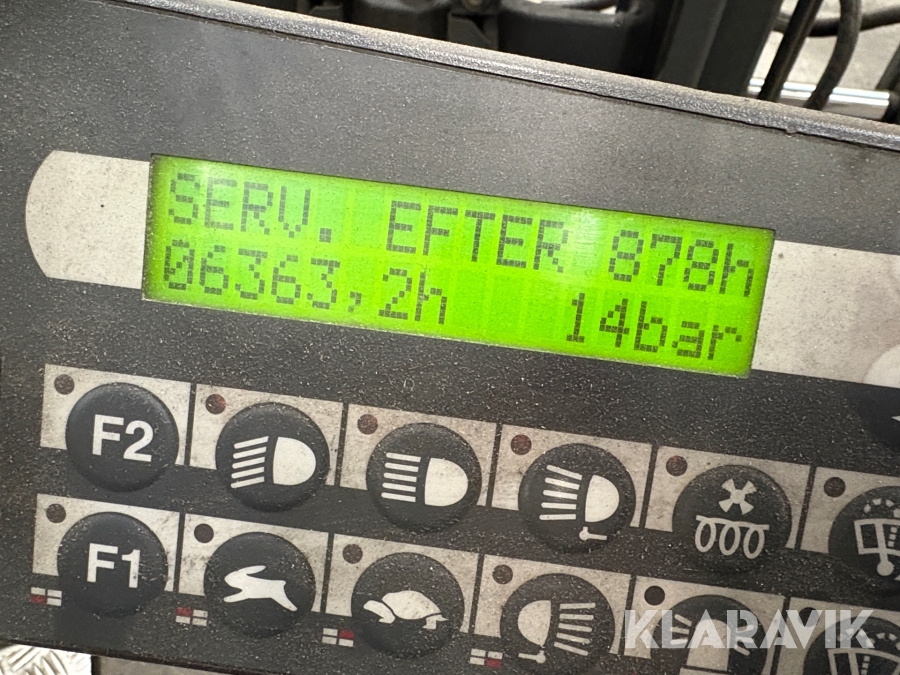 SERV. EFTER 878h
06363,2h 14bar
F2
F1
KLARAVIK